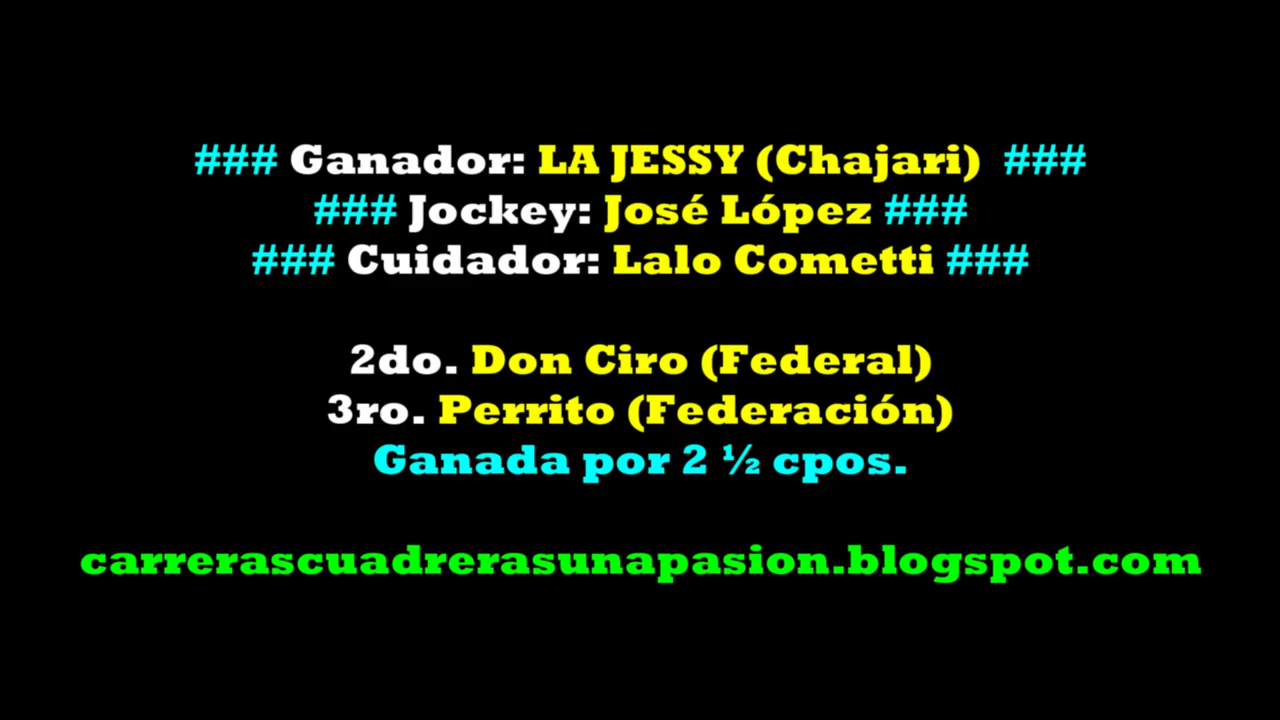 ### Ganador: LA JESSY (Chajari) ###
### Jockey: José López ###
### Cuidador: Lalo Cometti ###
2do. Don Ciro (Federal)
3ro. Perrito (Federación)
Ganada por 2 ½ cpos.
carrerascuadrerasunapasion.blogspot.com